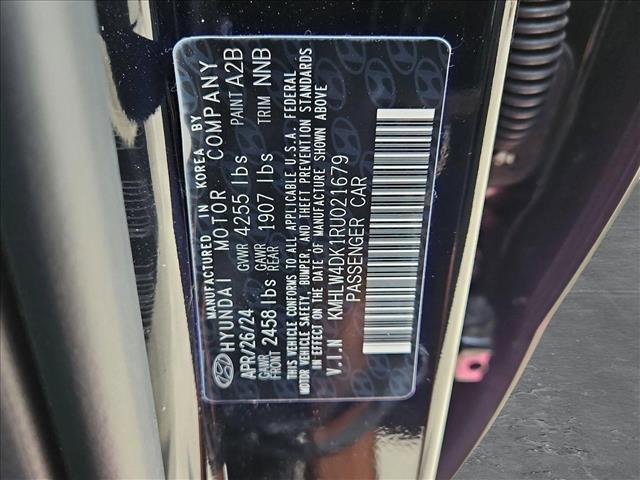 MANUFACTURED IN KOREA BY
HYUNDAI MOTOR COMPANY
APR/26/24 GVWR 4255 lbs PAINT A2B
GAWR FRONT 2458 lbs GAWR REAR 1907 lbs TRIM NNB
THIS VEHICLE CONFORMS TO ALL APPLICABLE U.S.A. FEDERAL
MOTOR VEHICLE SAFETY, BUMPER, AND THEFT PREVENTION STANDARDS
IN EFFECT ON THE DATE OF MANUFACTURE SHOWN ABOVE
V.I.N KMHLW4DK1RU021679
PASSENGER CAR